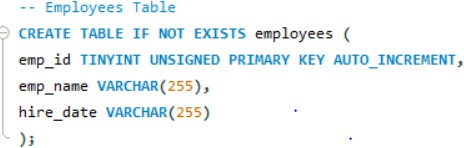 -- Employees Table
CREATE TABLE IF NOT EXISTS employees (
emp_id TINYINT UNSIGNED PRIMARY KEY AUTO_INCREMENT,
emp_name VARCHAR(255),
hire_date VARCHAR(255)
);